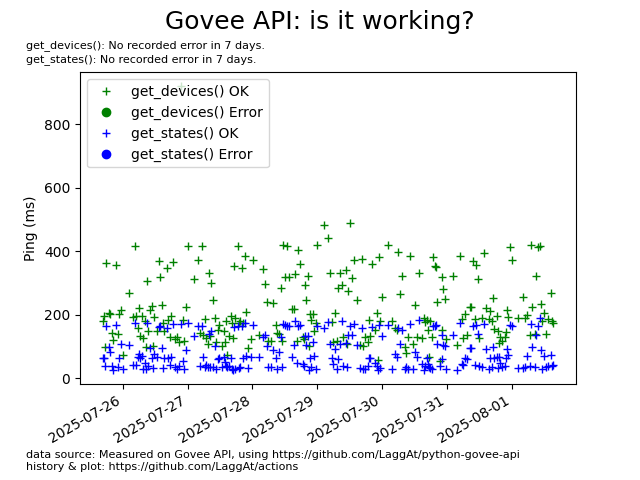 Govee API: is it working?
get_devices(): No recorded error in 7 days.
get_states(): No recorded error in 7 days.
get_devices() OK
get_devices() Error
get_states() OK
get_states() Error
Ping (ms)
800
600
400
200
0
2025-07-26
2025-07-27
2025-07-28
2025-07-29
2025-07-30
2025-07-31
2025-08-01
data source: Measured on Govee API, using https://github.com/LaggAt/python-govee-api
history & plot: https://github.com/LaggAt/actions